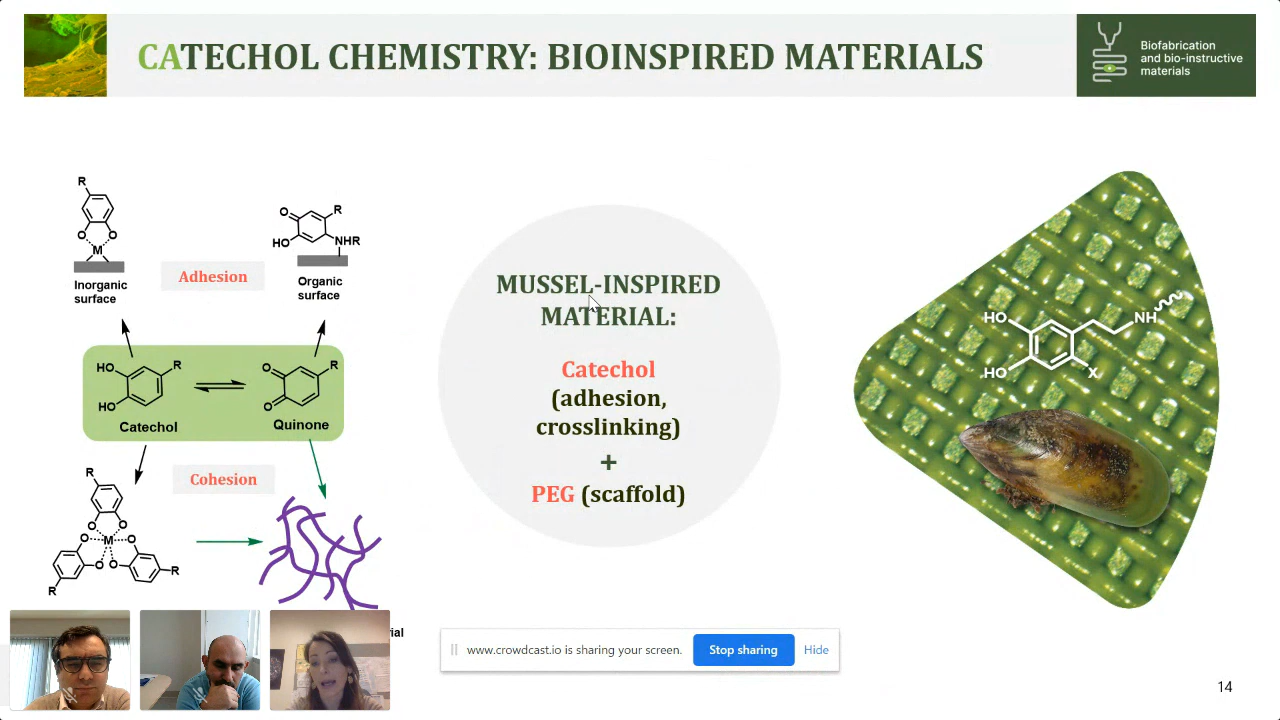 CATECHOL CHEMISTRY: BIOINSPIRED MATERIALS
Biofabrication
and bio-instructive
materials
R
O
O
M
Inorganic
surface
Adhesion
O
R
HO
NHR
Organic
surface
HO
R
HO
Catechol
O
R
O
Quinone
Cohesion
R
O
O
O
M
O
O
O
R
R
ial
MUSSEL-INSPIRED
MATERIAL:
Catechol
(adhesion,
crosslinking)
+
PEG (scaffold)
HO
NH
HO
X
www.crowdcast.io is sharing your screen.
Stop sharing
Hide
14